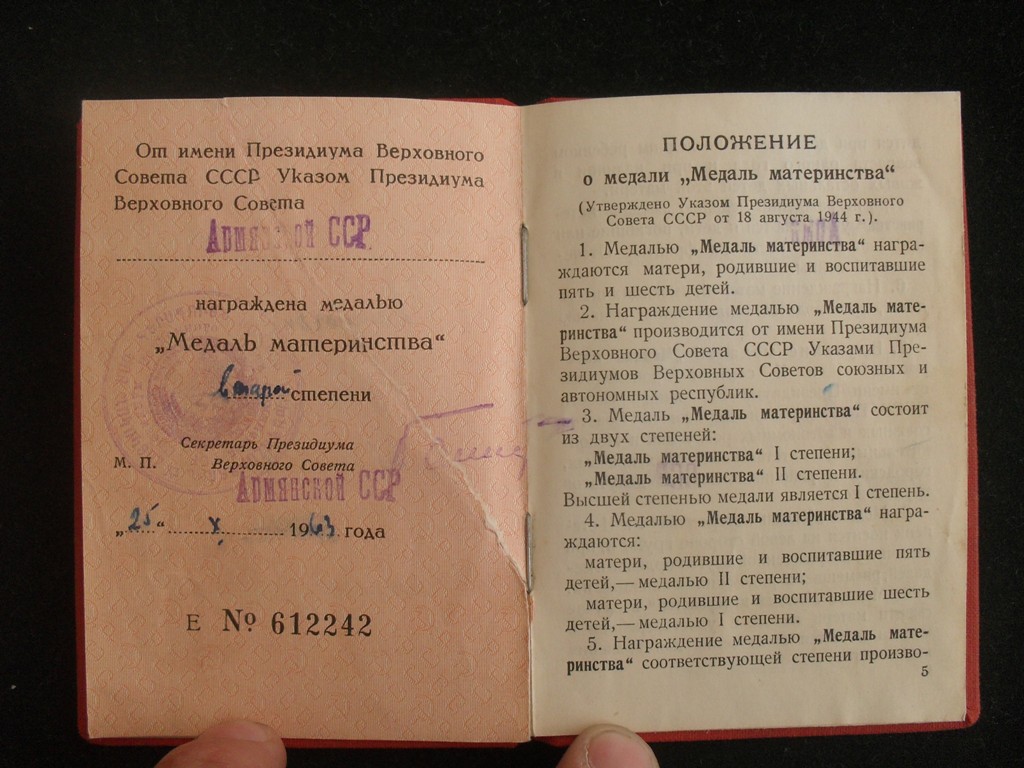 От имени Президиума Верховного
Совета СССР Указом Президиума
Верховного Совета
Армянской ССР
награждена медалью
„Медаль материнства“
второй степени
Секретарь Президиума
М. П. Верховного Совета
Армянской ССР
„25“ X 1963 года
Е № 612242
ПОЛОЖЕНИЕ
о медали „Медаль материнства“
(Утверждено Указом Президиума Верховного
Совета СССР от 18 августа 1944 г.).
1. Медалью „Медаль материнства“ награ-
ждаются матери, родившие и воспитавшие
пять и шесть детей.
2. Награждение медалью „Медаль мате-
ринства“ производится от имени Президиума
Верховного Совета СССР Указами Пре-
зидиумов Верховных Советов союзных и
автономных республик.
3. Медаль „Медаль материнства“ состоит
из двух степеней:
„Медаль материнства“ I степени;
„Медаль материнства“ II степени.
Высшей степенью медали является I степень.
4. Медалью „Медаль материнства“ награ-
ждаются:
матери, родившие и воспитавшие пять
детей,— медалью II степени;
матери, родившие и воспитавшие шесть
детей,— медалью I степени.
5. Награждение медалью „Медаль мате-
ринства“ соответствующей степени произво-
5